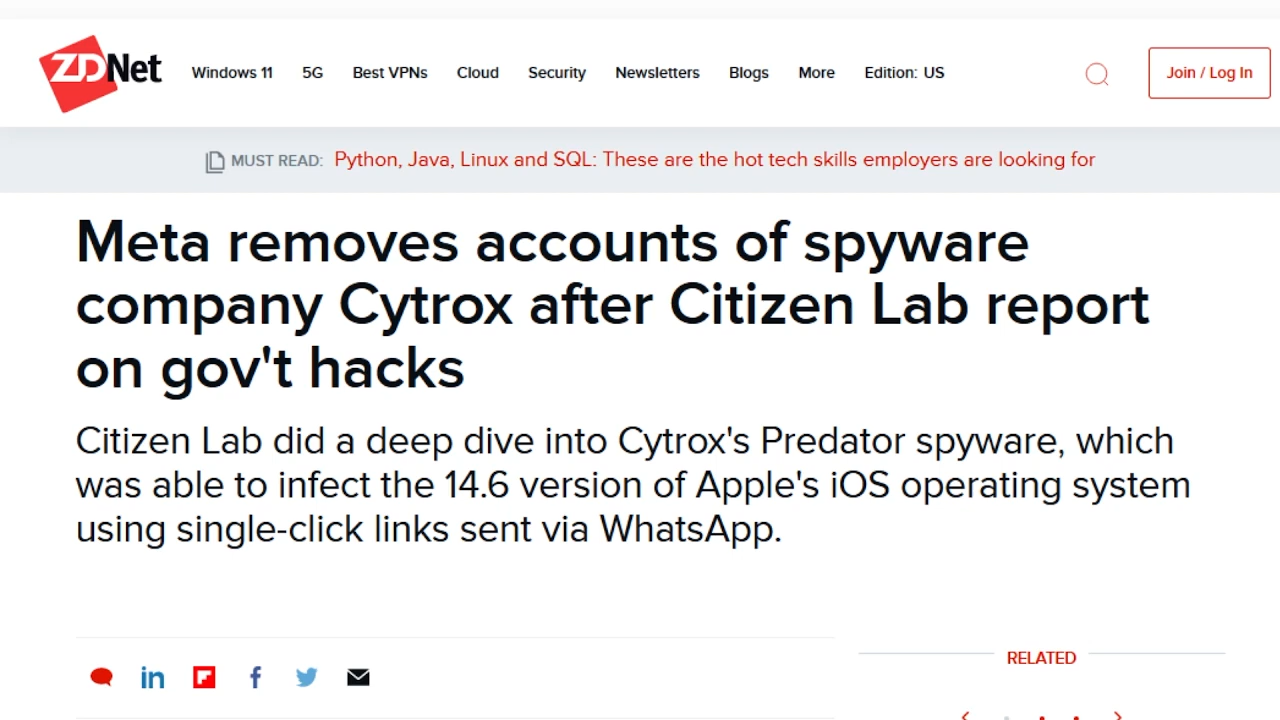 ZDNet Windows 11 5G Best VPNs Cloud Security Newsletters Blogs More Edition: US Join / Log In
MUST READ: Python, Java, Linux and SQL: These are the hot tech skills employers are looking for
Meta removes accounts of spyware
company Cytrox after Citizen Lab report
on gov't hacks
Citizen Lab did a deep dive into Cytrox's Predator spyware, which
was able to infect the 14.6 version of Apple's iOS operating system
using single-click links sent via WhatsApp.
in f
RELATED